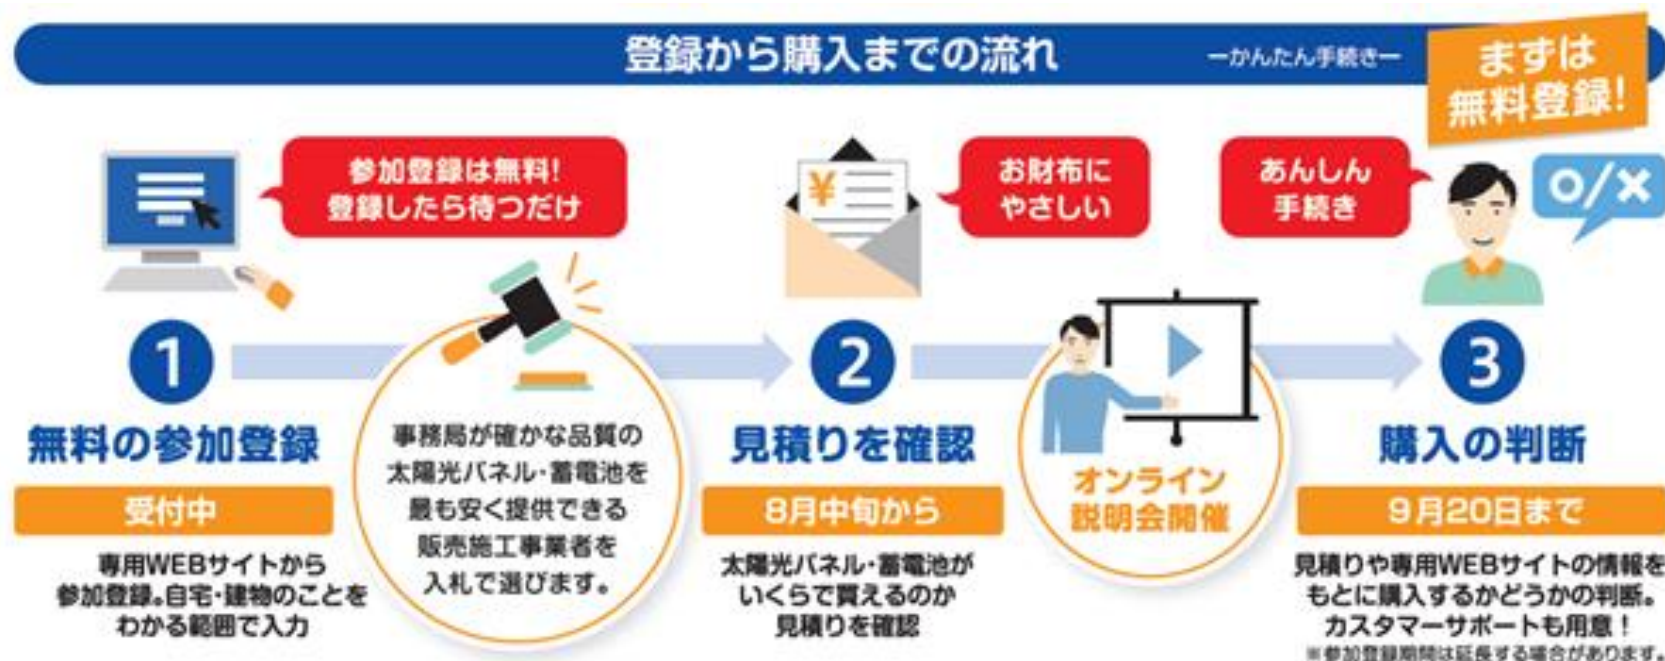 登録から購入までの流れ
ーかんたん手続きー
まずは
無料登録!
参加登録は無料!
登録したら待つだけ
¥
お財布に
やさしい
あんしん
手続き
O/×
1
無料の参加登録
受付中
専用WEBサイトから
参加登録。自宅・建物のことを
わかる範囲で入力
事務局が確かな品質の
太陽光パネル・蓄電池を
最も安く提供できる
販売施工事業者を
入札で選びます。
2
見積りを確認
8月中旬から
太陽光パネル・蓄電池が
いくらで買えるのか
見積りを確認
オンライン
説明会開催
3
購入の判断
9月20日まで
見積りや専用WEBサイトの情報を
もとに購入するかどうかの判断。
カスタマーサポートも用意!
※参加登録期間は延長する場合があります。